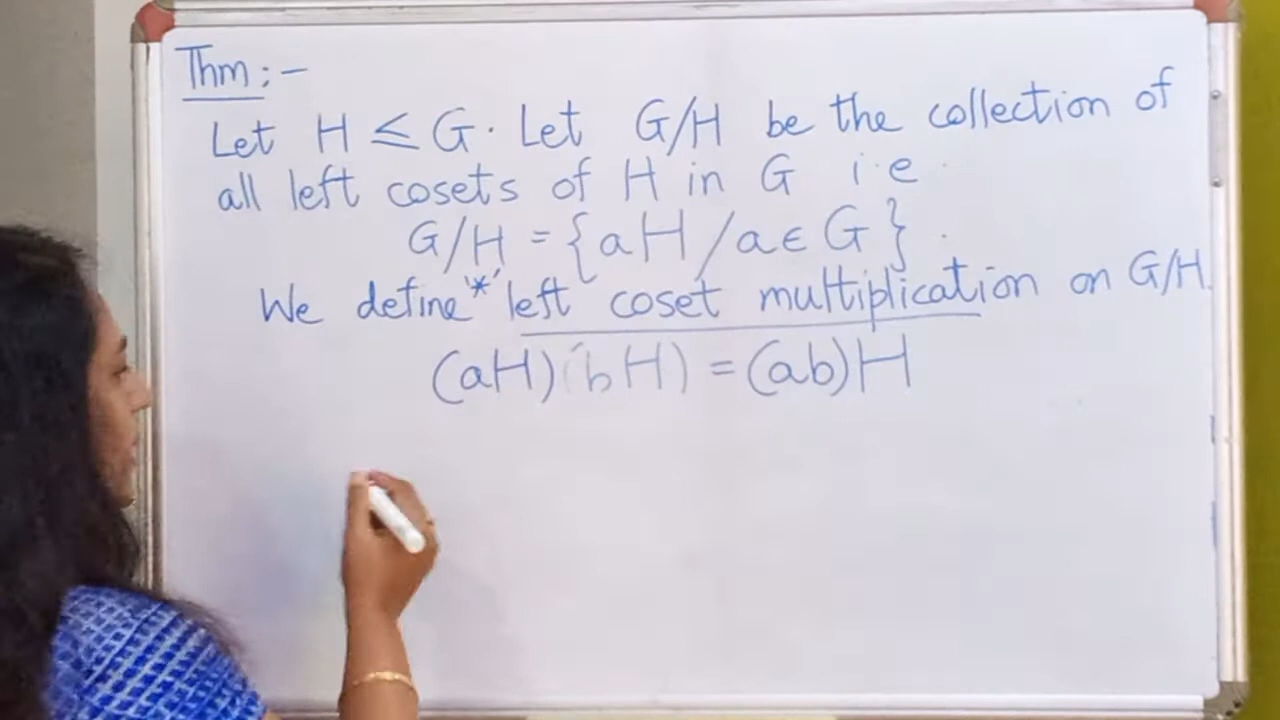 Thm :-
Let H ≤ G. Let G/H be the collection of
all left cosets of H in G i.e
G/H = {aH / a ∈ G}.
We define "*" left coset multiplication on G/H.
(aH)(bH) = (ab)H